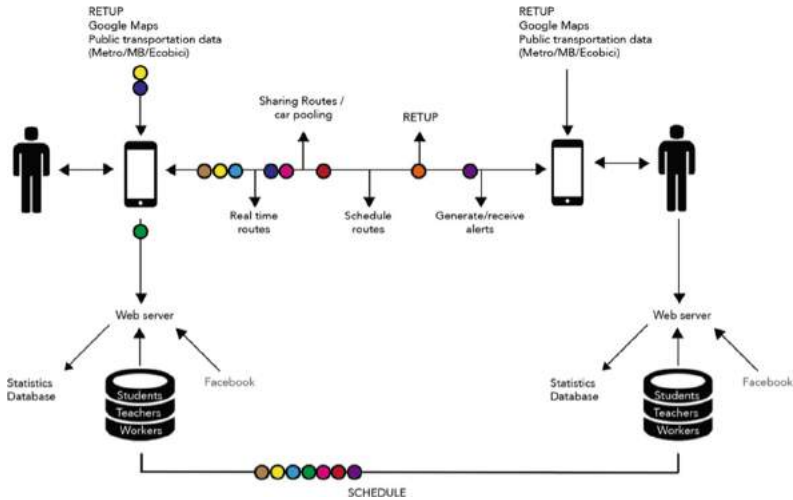 RETUP
Google Maps
Public transportation data
(Metro/MB/Ecobici)
RETUP
Google Maps
Public transportation data
(Metro/MB/Ecobici)
Sharing Routes /
car pooling
RETUP
Real time
routes
Schedule
routes
Generate/receive
alerts
Web server
Web server
Statistics
Database
Facebook
Students
Teachers
Workers
Statistics
Database
Facebook
Students
Teachers
Workers
SCHEDULE